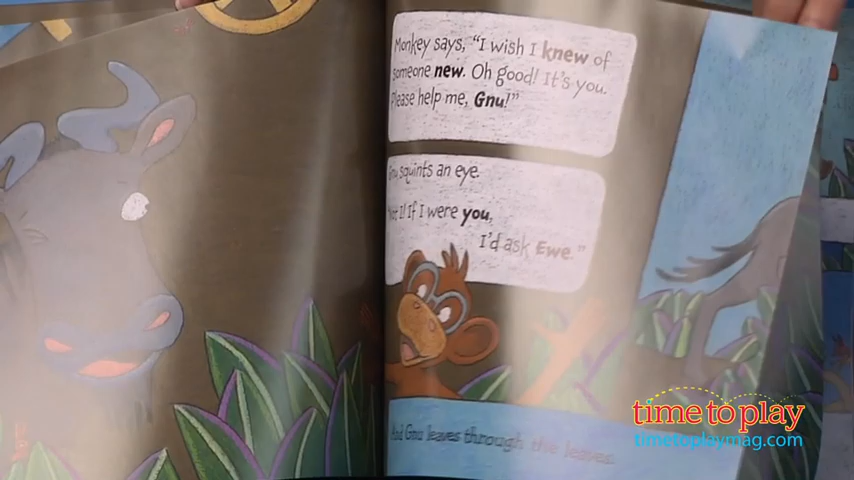 Monkey says, “I wish I knew of
someone new. Oh good! It’s you.
Please help me, Gnu!”
Gnu squints an eye.
“Not I! If I were you,
I’d ask Ewe.”
And Gnu leaves through the leaves.
time to play
timetoplaymag.com